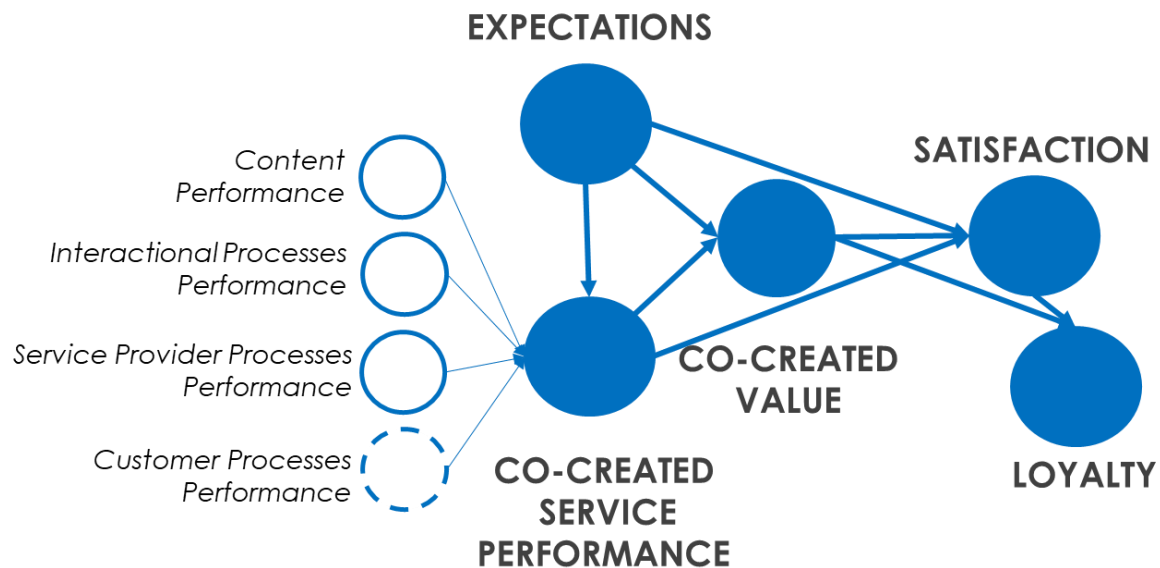 EXPECTATIONS
SATISFACTION
Content
Performance
Interactional Processes
Performance
Service Provider Processes
Performance
Customer Processes
Performance
CO-CREATED
VALUE
CO-CREATED
SERVICE
PERFORMANCE
LOYALTY